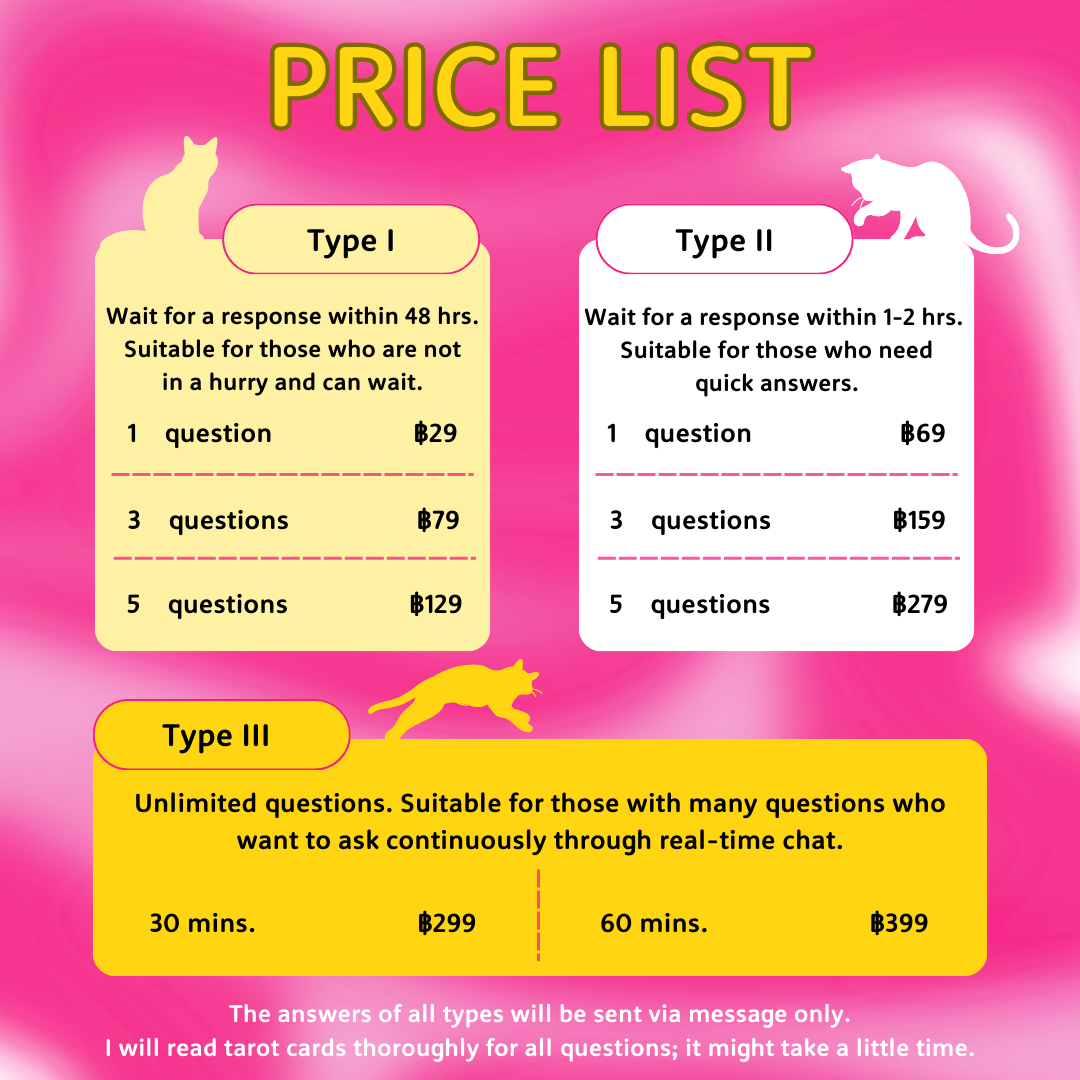 PRICE LIST
Type I
Wait for a response within 48 hrs.
Suitable for those who are not
in a hurry and can wait.
1 question ฿29
3 questions ฿79
5 questions ฿129
Type II
Wait for a response within 1-2 hrs.
Suitable for those who need
quick answers.
1 question ฿69
3 questions ฿159
5 questions ฿279
Type III
Unlimited questions. Suitable for those with many questions who
want to ask continuously through real-time chat.
30 mins. ฿299
60 mins. ฿399
The answers of all types will be sent via message only.
I will read tarot cards thoroughly for all questions; it might take a little time.